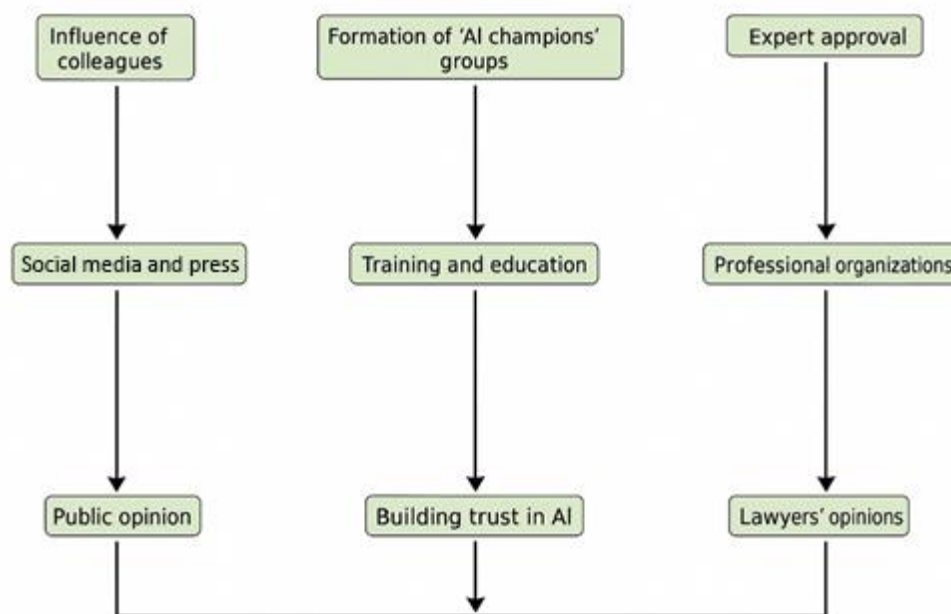 Influence of
colleagues
Formation of ‘AI champions’
groups
Expert approval
Social media and press
Training and education
Professional organizations
Public opinion
Building trust in AI
Lawyers’ opinions